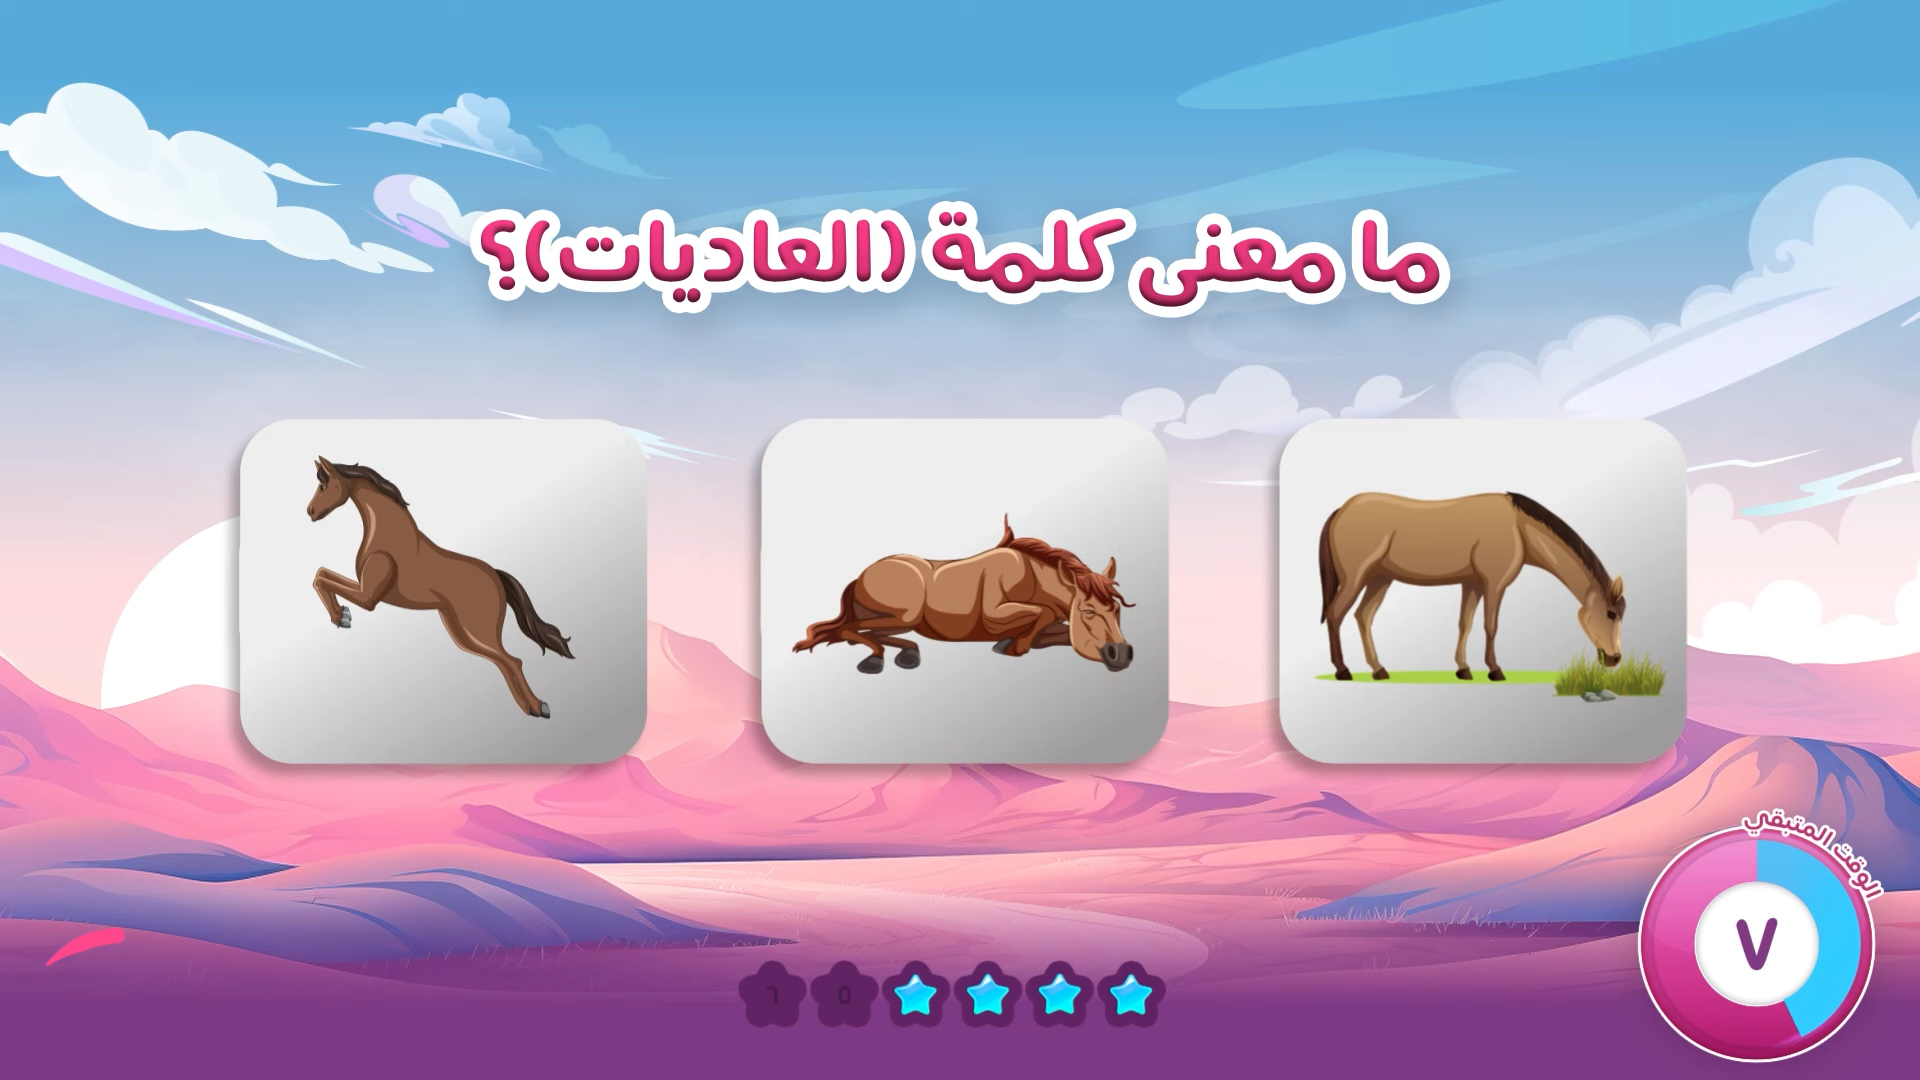 ما معنى كلمة (العاديات)؟
الوقت المتبقي
٧
٥
٦